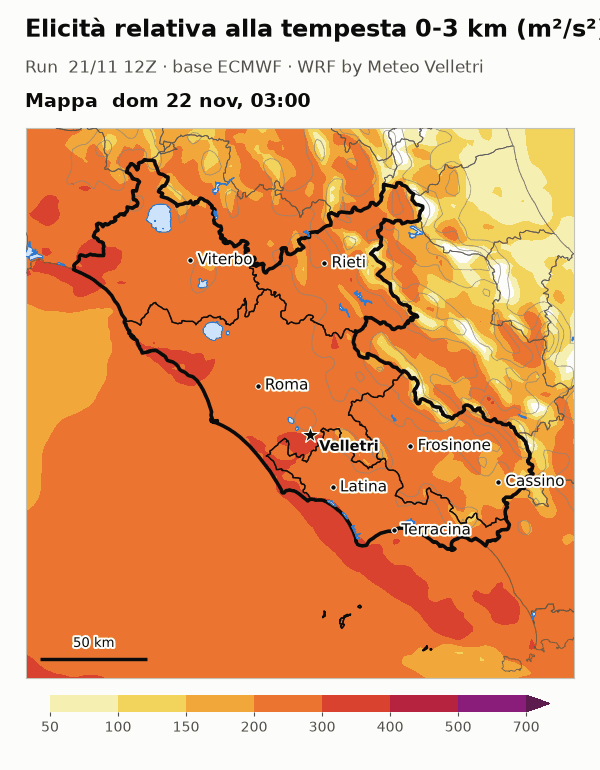 Elicità relativa alla tempesta 0-3 km (m²/s²)
Run 21/11 12Z · base ECMWF · WRF by Meteo Velletri
Mappa dom 22 nov, 03:00
Viterbo
Rieti
Roma
Velletri
Frosinone
Cassino
Latina
Terracina
50 km
50 100 150 200 300 400 500 700